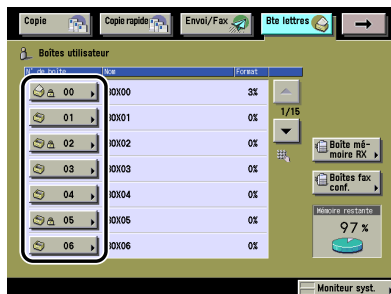 Copie
Copie rapide
Envoi/Fax
Bte lettres
Boîtes utilisateur
N° de boîte Nom Format
00 BOX00 3%
01 BOX01 0%
02 BOX02 0%
03 BOX03 0%
04 BOX04 0%
05 BOX05 0%
06 BOX06 0%
1/15
Boîte mé-
moire RX
Boîtes fax
conf.
Mémoire restante
97 %
Moniteur syst.